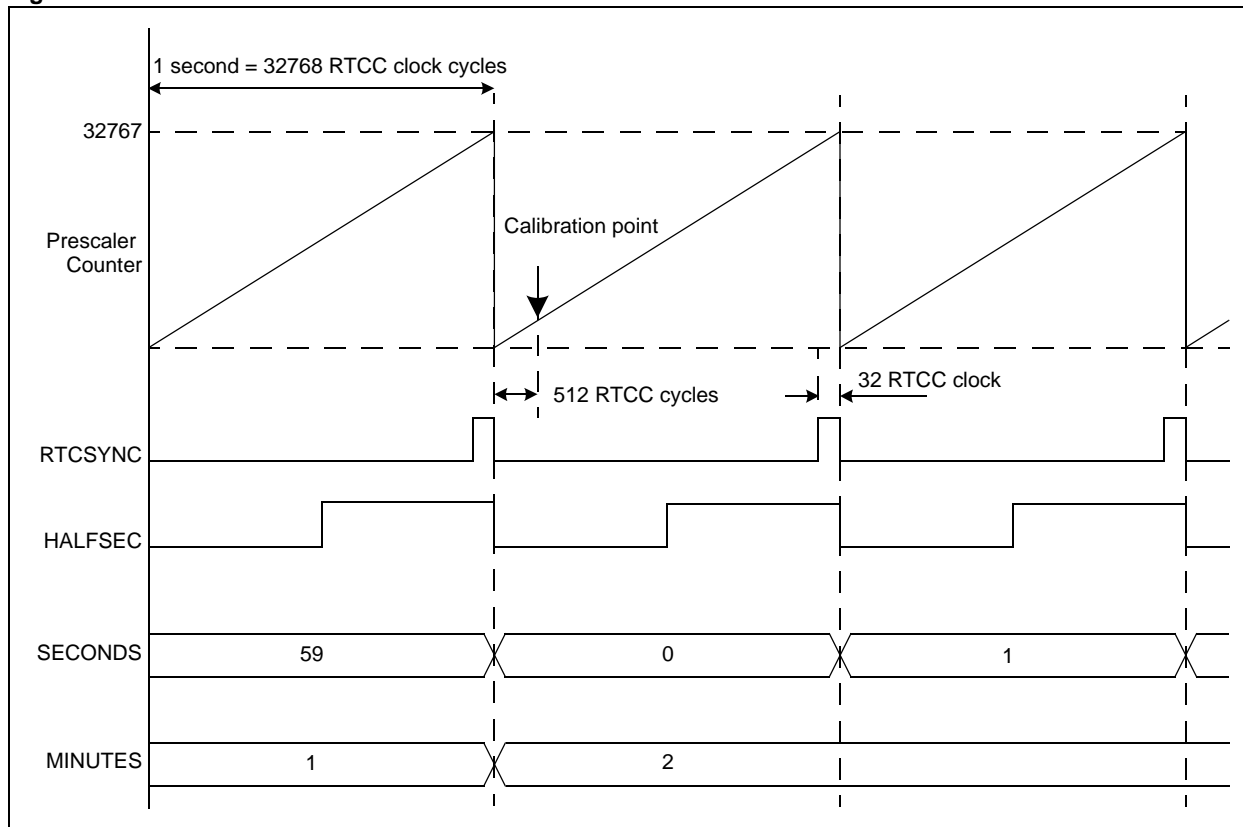 1 second = 32768 RTCC clock cycles
32767
Prescaler
Counter
Calibration point
512 RTCC cycles
32 RTCC clock
RTCSYNC
HALFSEC
SECONDS
59
0
1
MINUTES
1
2